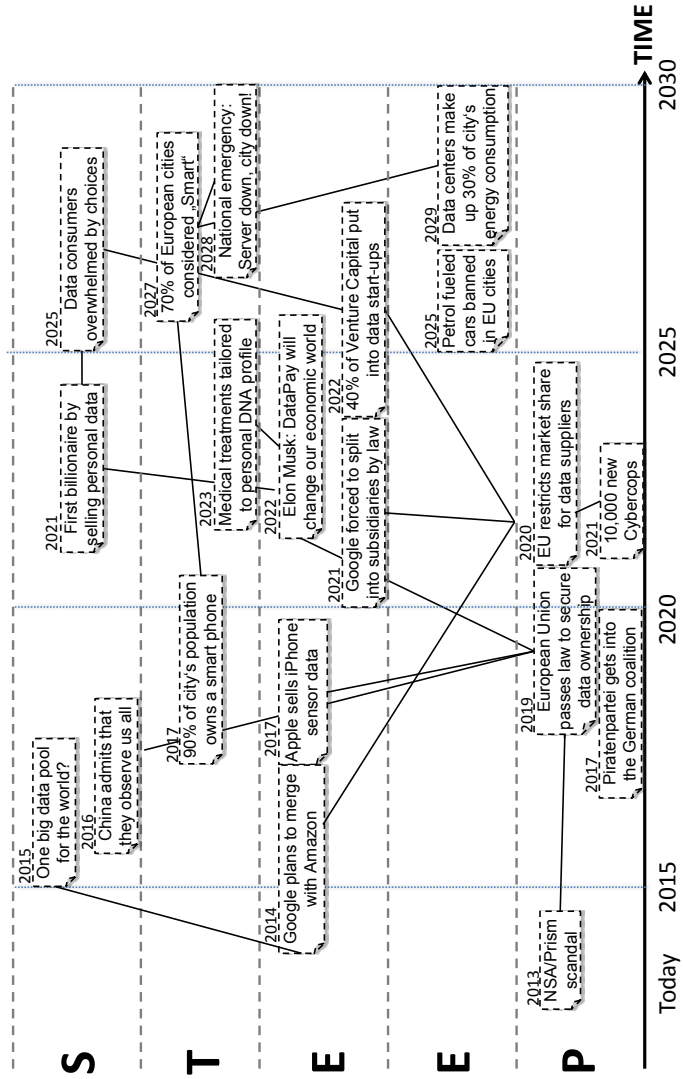 S
2015
One big data pool
for the world?
2016
China admits that
they observe us all
2021
First billionaire by
selling personal data
2025
Data consumers
overwhelmed by choices
T
2017
90% of city's population
owns a smart phone
2023
Medical treatments tailored
to personal DNA profile
2027
70% of European cities
considered „Smart“
2028
National emergency:
Server down, city down!
E
2014
Google plans to merge
with Amazon
2017
Apple sells iPhone
sensor data
2021
Google forced to split
into subsidiaries by law
2022
Elon Musk: DataPay will
change our economic world
2022
40% of Venture Capital put
into data start-ups
E
2025
Petrol fueled
cars banned
in EU cities
2029
Data centers make
up 30% of city's
energy consumption
P
2013
NSA/Prism
scandal
2017
Piratenpartei gets into
the German coalition
2019
European Union
passes law to secure
data ownership
2020
EU restricts market share
for data suppliers
2021
10,000 new
Cybercops
Today
2015
2020
2025
2030
TIME